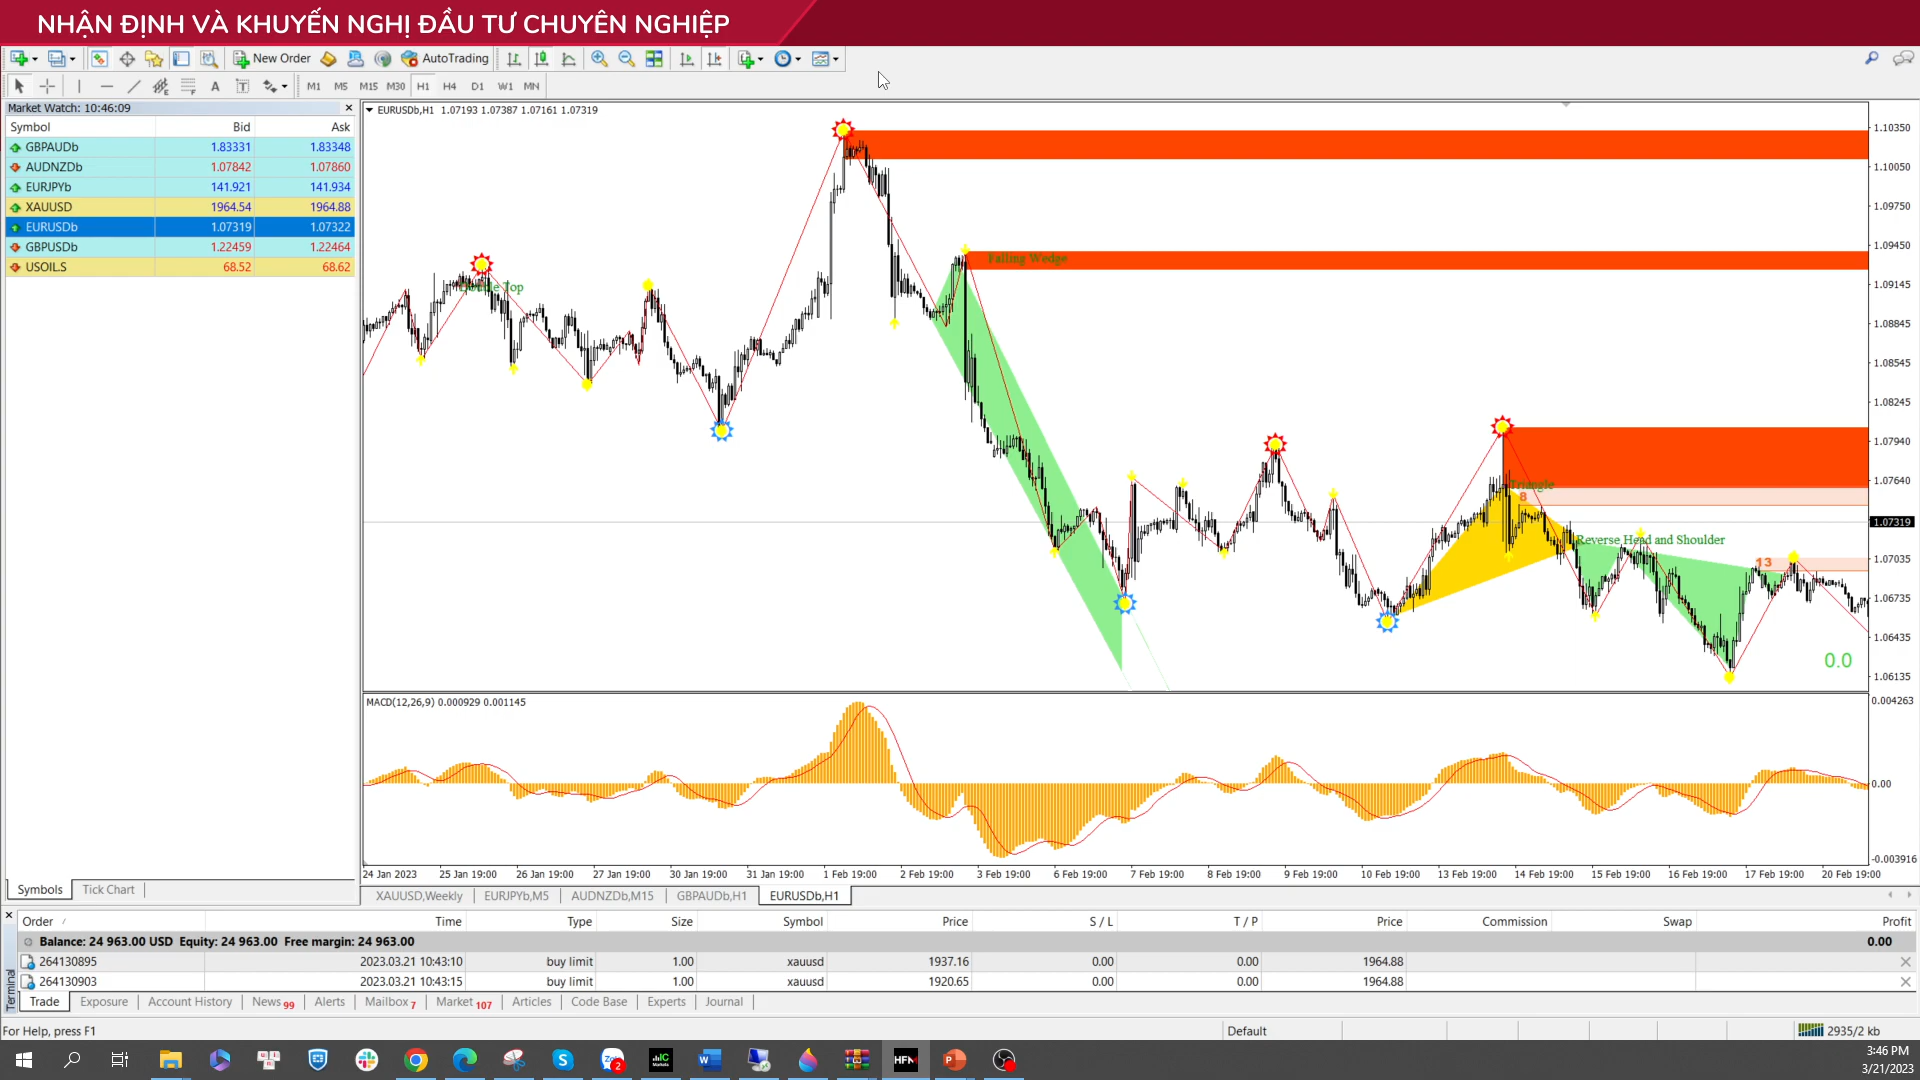 NHẬN ĐỊNH VÀ KHUYẾN NGHỊ ĐẦU TƯ CHUYÊN NGHIỆP
New Order AutoTrading
A T M1 M5 M15 M30 H1 H4 D1 W1 MN
Market Watch: 10:46:09
Symbol Bid Ask
GBPAUDb 1.83331 1.83348
AUDNZDb 1.07842 1.07860
EURJPYb 141.921 141.934
XAUUSD 1964.54 1964.88
EURUSDb 1.07319 1.07322
GBPUSDb 1.22459 1.22464
USOIL.S 68.52 68.62
Symbols Tick Chart
EURUSDb,H1 1.07193 1.07387 1.07161 1.07319
Double Top
Falling Wedge
Triangle
8
Reverse Head and Shoulder
13
0.0
1.10350
1.10050
1.09750
1.09450
1.09145
1.08845
1.08545
1.08245
1.07940
1.07640
1.07319
1.07035
1.06735
1.06435
1.06135
MACD(12,26,9) 0.000929 0.001145
0.004263
0.00
-0.003916
24 Jan 2023 25 Jan 19:00 26 Jan 19:00 27 Jan 19:00 30 Jan 19:00 31 Jan 19:00 1 Feb 19:00 2 Feb 19:00 3 Feb 19:00 6 Feb 19:00 7 Feb 19:00 8 Feb 19:00 9 Feb 19:00 10 Feb 19:00 13 Feb 19:00 14 Feb 19:00 15 Feb 19:00 16 Feb 19:00 17 Feb 19:00 20 Feb 19:00
XAUUSD,Weekly EURJPYb,M5 AUDNZDb,M15 GBPAUDb,H1 EURUSDb,H1
Order Time Type Size Symbol Price S / L T / P Price Commission Swap Profit
Balance: 24 963.00 USD Equity: 24 963.00 Free margin: 24 963.00 0.00
264130895 2023.03.21 10:43:10 buy limit 1.00 xauusd 1937.16 0.00 0.00 1964.88
264130903 2023.03.21 10:43:15 buy limit 1.00 xauusd 1920.65 0.00 0.00 1964.88
Terminal
Trade Exposure Account History News 99 Alerts Mailbox 7 Market 107 Articles Code Base Experts Journal
For Help, press F1 Default 2935/2 kb
HFM
3:46 PM
3/21/2023